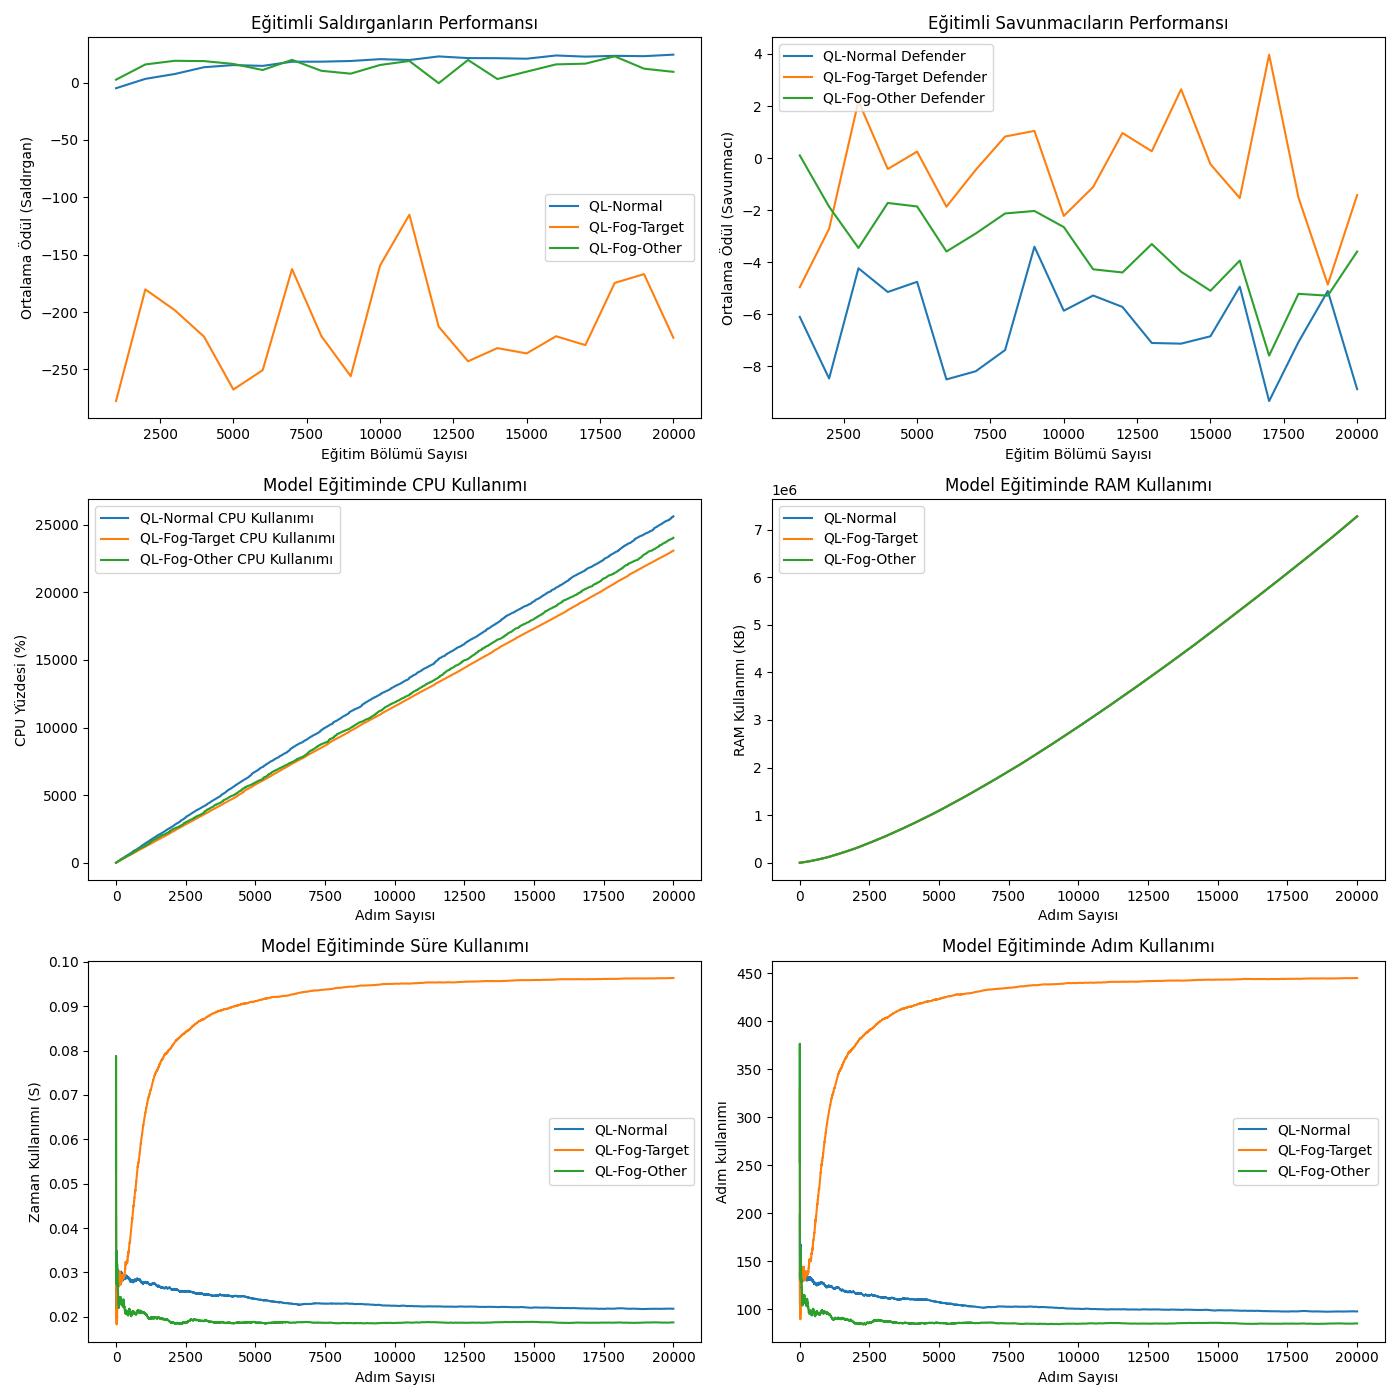 Eğitimli Saldırganların Performansı
Ortalama Ödül (Saldırgan)
0
−50
−100
−150
−200
−250
QL-Normal
QL-Fog-Target
QL-Fog-Other
2500 5000 7500 10000 12500 15000 17500 20000
Eğitim Bölümü Sayısı
Eğitimli Savunmacıların Performansı
Ortalama Ödül (Savunmacı)
4
2
0
−2
−4
−6
−8
QL-Normal Defender
QL-Fog-Target Defender
QL-Fog-Other Defender
2500 5000 7500 10000 12500 15000 17500 20000
Eğitim Bölümü Sayısı
Model Eğitiminde CPU Kullanımı
CPU Yüzdesi (%)
25000
20000
15000
10000
5000
0
QL-Normal CPU Kullanımı
QL-Fog-Target CPU Kullanımı
QL-Fog-Other CPU Kullanımı
0 2500 5000 7500 10000 12500 15000 17500 20000
Adım Sayısı
Model Eğitiminde RAM Kullanımı
1e6
RAM Kullanımı (KB)
7
6
5
4
3
2
1
0
QL-Normal
QL-Fog-Target
QL-Fog-Other
0 2500 5000 7500 10000 12500 15000 17500 20000
Adım Sayısı
Model Eğitiminde Süre Kullanımı
Zaman Kullanımı (S)
0.10
0.09
0.08
0.07
0.06
0.05
0.04
0.03
0.02
QL-Normal
QL-Fog-Target
QL-Fog-Other
0 2500 5000 7500 10000 12500 15000 17500 20000
Adım Sayısı
Model Eğitiminde Adım Kullanımı
Adım kullanımı
450
400
350
300
250
200
150
100
QL-Normal
QL-Fog-Target
QL-Fog-Other
0 2500 5000 7500 10000 12500 15000 17500 20000
Adım Sayısı